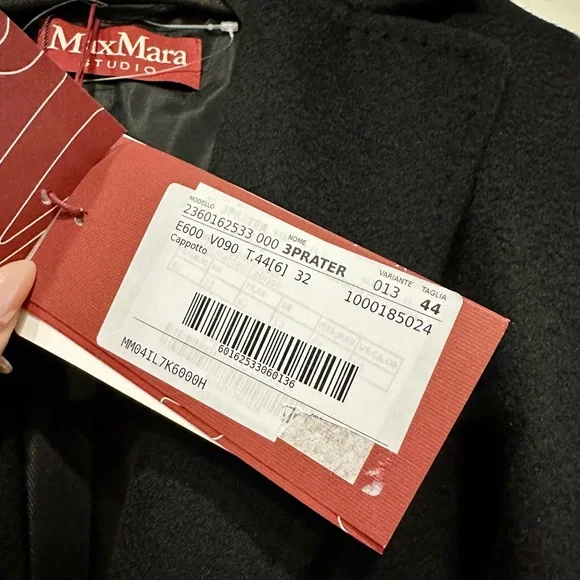 MaxMara
STUDIO
MODELLO NOME VARIANTE TAGLIA
2360162533 000 3PRATER 013 44
E600 V090 T.44[6] 32 1000185024
Cappotto
60162533060136
MM04IL7K6000H